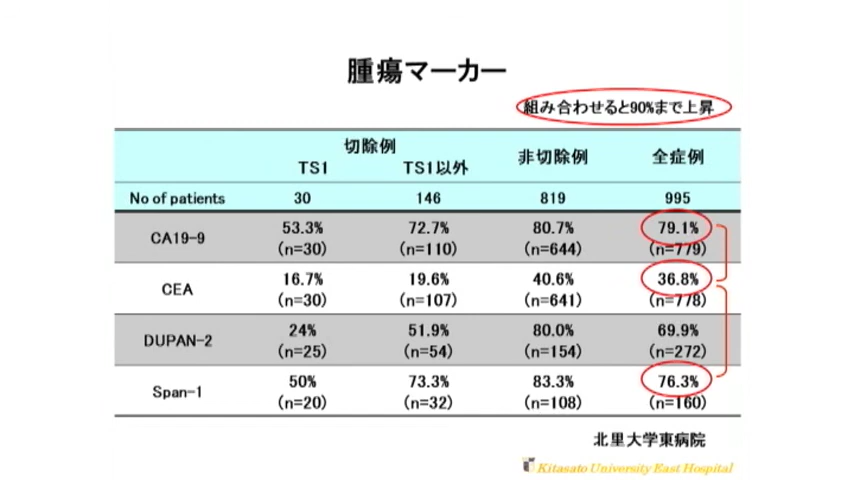 腫瘍マーカー
組み合わせると90%まで上昇
切除例
TS1 TS1以外 非切除例 全症例
No of patients 30 146 819 995
CA19-9 53.3% 72.7% 80.7% 79.1%
(n=30) (n=110) (n=644) (n=779)
CEA 16.7% 19.6% 40.6% 36.8%
(n=30) (n=107) (n=641) (n=778)
DUPAN-2 24% 51.9% 80.0% 69.9%
(n=25) (n=54) (n=154) (n=272)
Span-1 50% 73.3% 83.3% 76.3%
(n=20) (n=32) (n=108) (n=160)
北里大学東病院
Kitasato University East Hospital